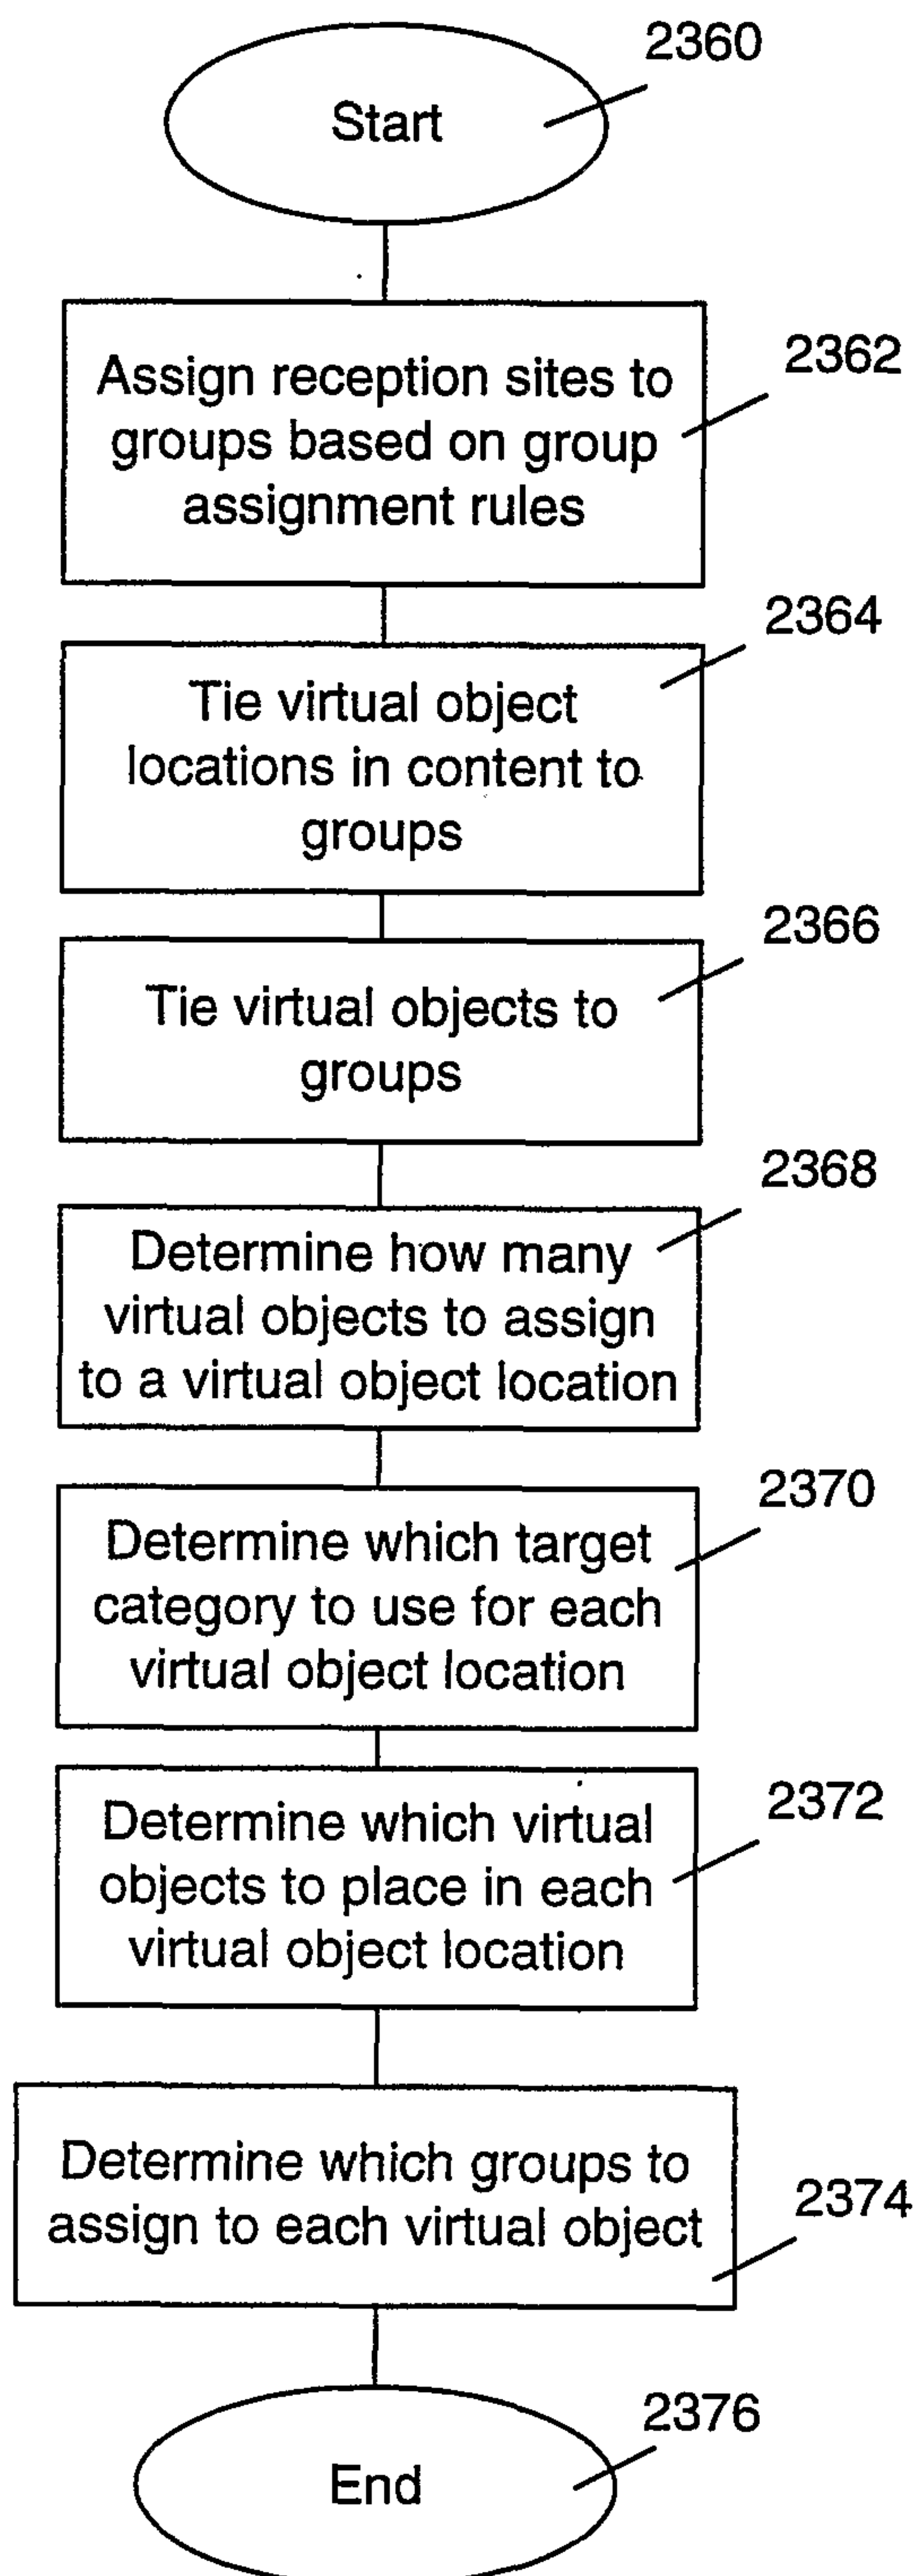 2360
Start
2362
Assign reception sites to
groups based on group
assignment rules
2364
Tie virtual object
locations in content to
groups
2366
Tie virtual objects to
groups
2368
Determine how many
virtual objects to assign
to a virtual object location
2370
Determine which target
category to use for each
virtual object location
2372
Determine which virtual
objects to place in each
virtual object location
Determine which groups to
assign to each virtual object
2374
2376
End